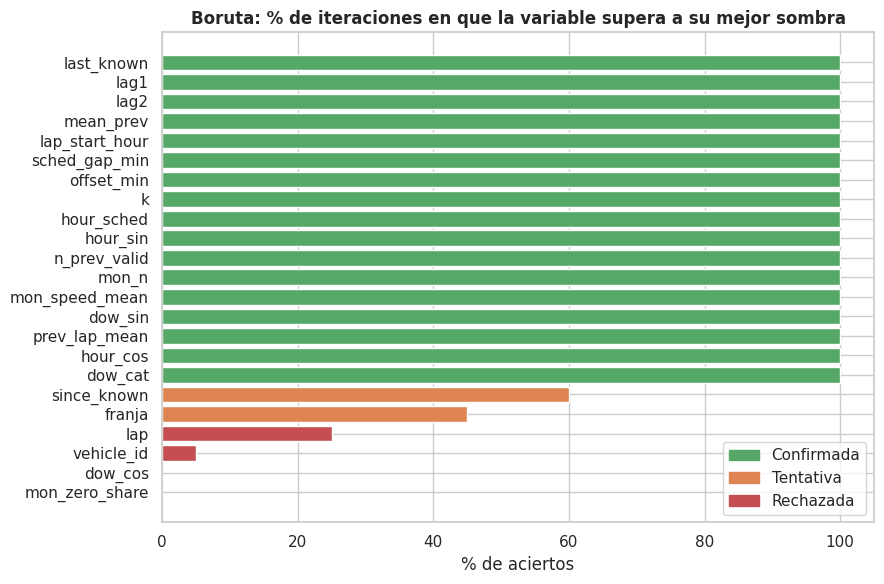 Boruta: % de iteraciones en que la variable supera a su mejor sombra
last_known
lag1
lag2
mean_prev
lap_start_hour
sched_gap_min
offset_min
k
hour_sched
hour_sin
n_prev_valid
mon_n
mon_speed_mean
dow_sin
prev_lap_mean
hour_cos
dow_cat
since_known
franja
lap
vehicle_id
dow_cos
mon_zero_share
Confirmada
Tentativa
Rechazada
0 20 40 60 80 100
% de aciertos